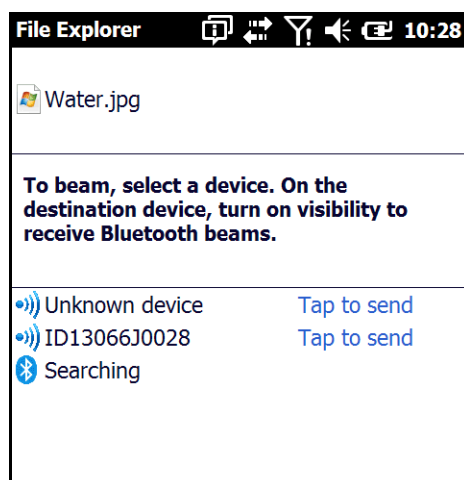 File Explorer 10:28
Water.jpg
To beam, select a device. On the
destination device, turn on visibility to
receive Bluetooth beams.
Unknown device Tap to send
ID13066J0028 Tap to send
Searching